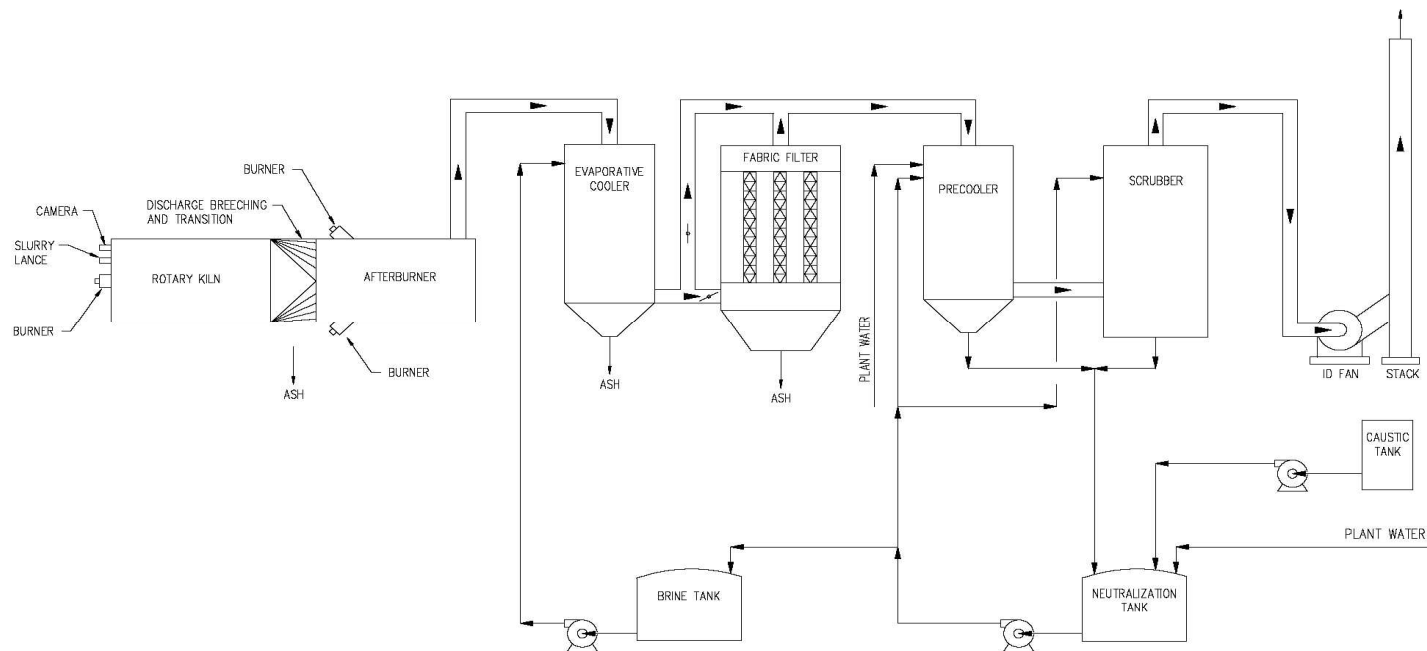 BURNER
CAMERA
DISCHARGE BREECHING
AND TRANSITION
SLURRY
LANCE
ROTARY KILN
AFTERBURNER
BURNER
BURNER
ASH
EVAPORATIVE
COOLER
ASH
FABRIC FILTER
ASH
PLANT WATER
PRECOOLER
SCRUBBER
ID FAN
STACK
CAUSTIC
TANK
PLANT WATER
BRINE TANK
NEUTRALIZATION
TANK